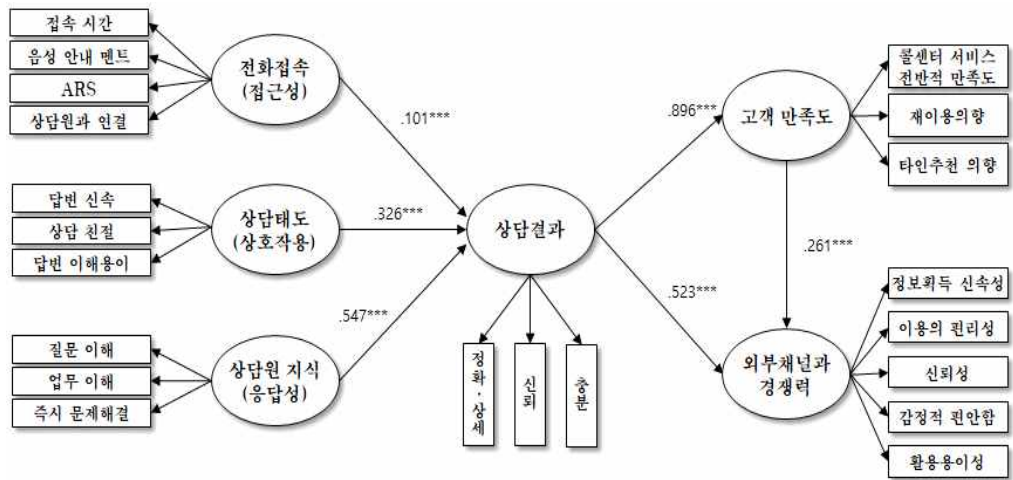 접속 시간
음성 안내 멘트
ARS
상담원과 연결
전화접속
(접근성)
.101***
답변 신속
상담 친절
답변 이해용이
상담태도
(상호작용)
.326***
질문 이해
업무 이해
즉시 문제해결
상담원 지식
(응답성)
.547***
상담결과
정확·상세
신뢰
충분
.896***
.523***
고객 만족도
콜센터 서비스
전반적 만족도
재이용의향
타인추천 의향
.261***
외부채널과
경쟁력
정보획득 신속성
이용의 편리성
신뢰성
감정적 편안함
활용용이성